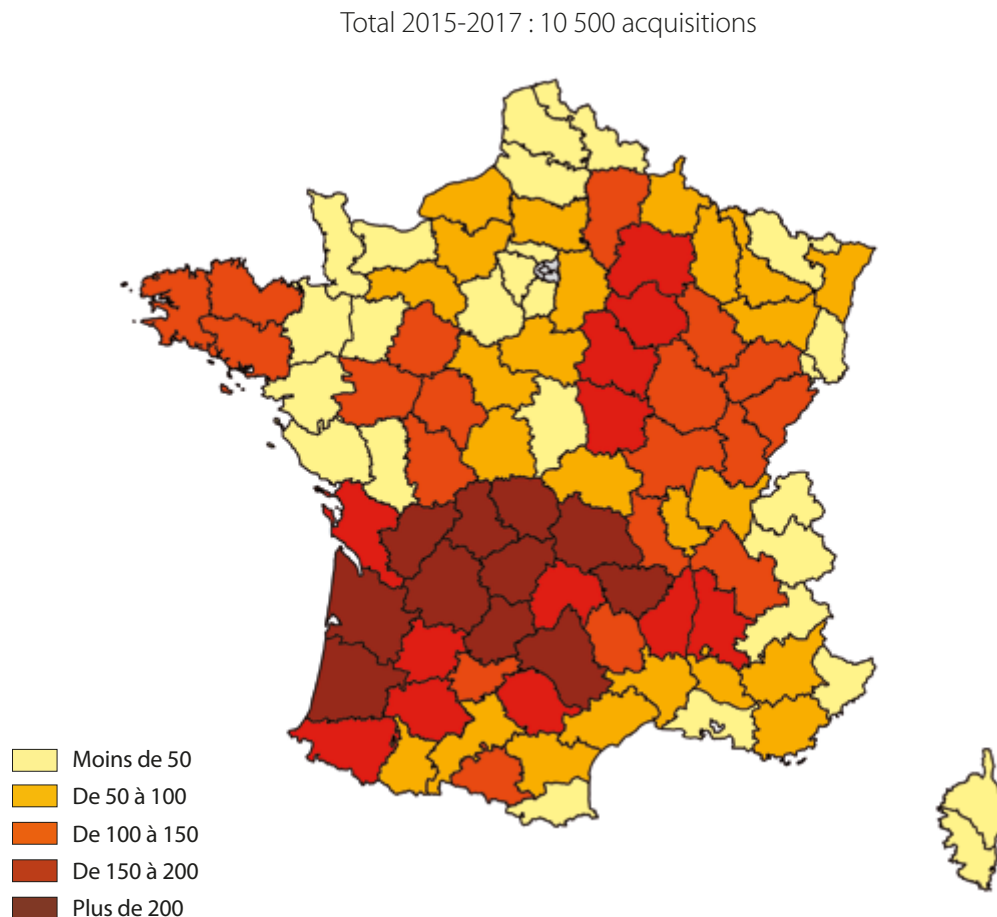 Total 2015-2017 : 10 500 acquisitions
Moins de 50
De 50 à 100
De 100 à 150
De 150 à 200
Plus de 200